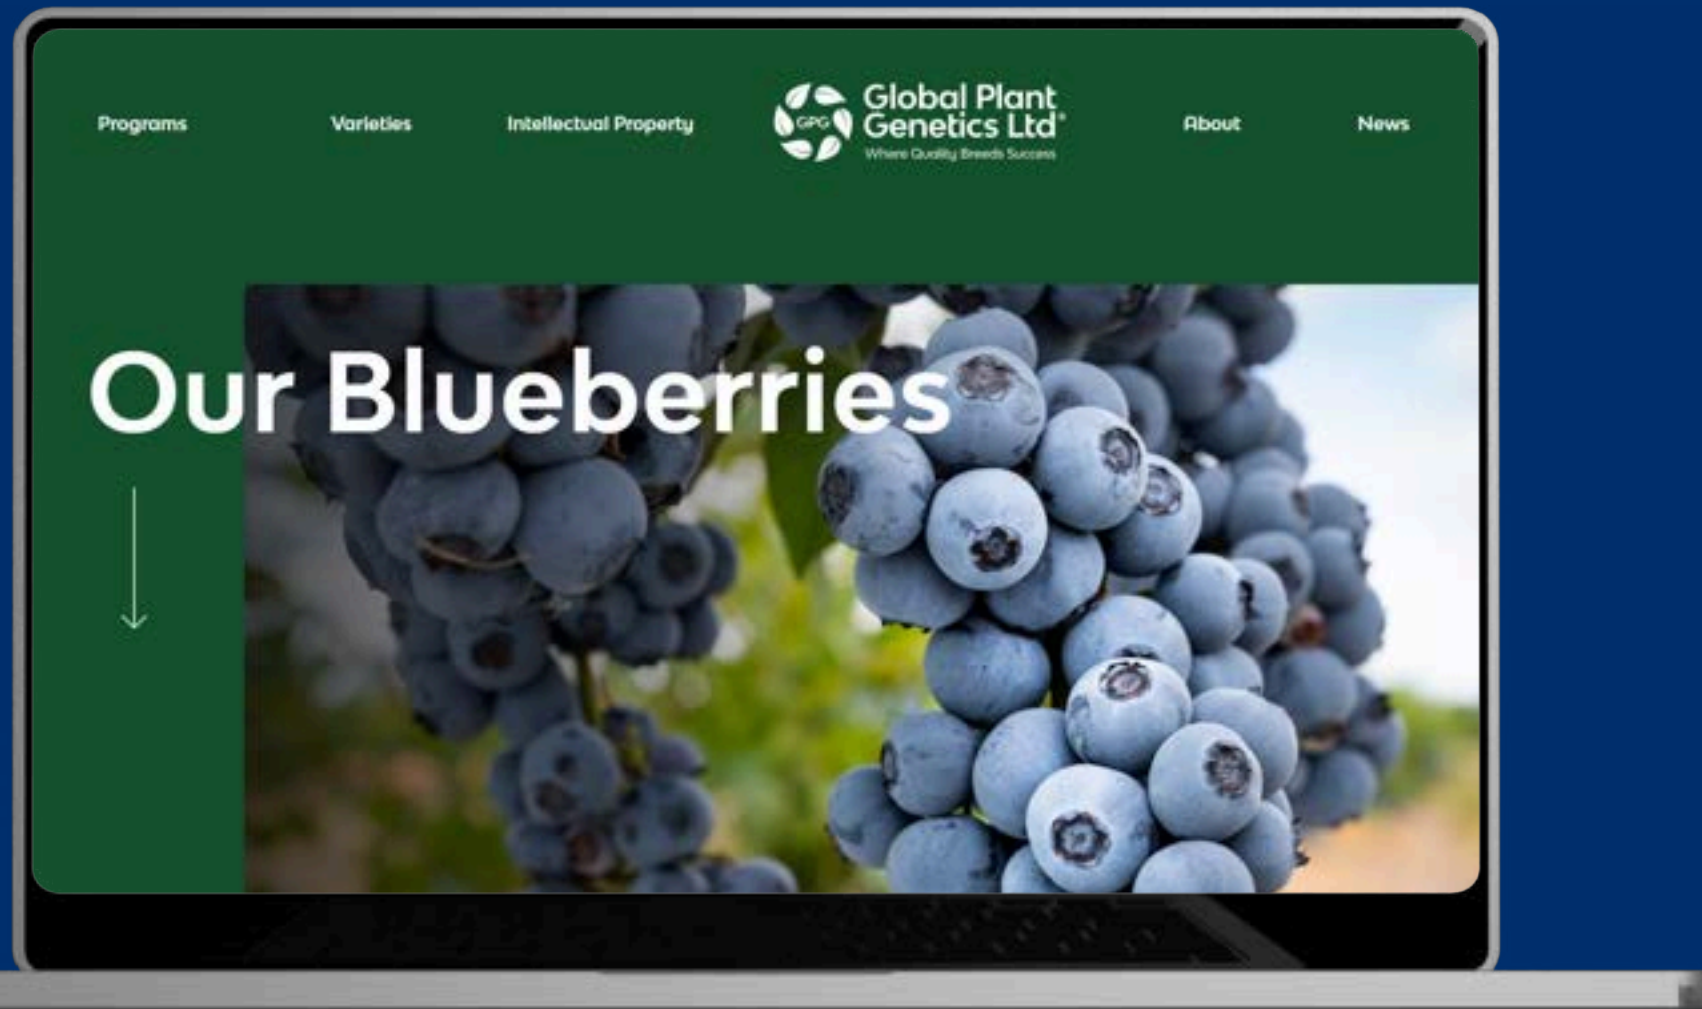 Programs
Varieties
Intellectual Property
GPG
Global Plant
Genetics Ltd®
Where Quality Breeds Success
About
News
Our Blueberries